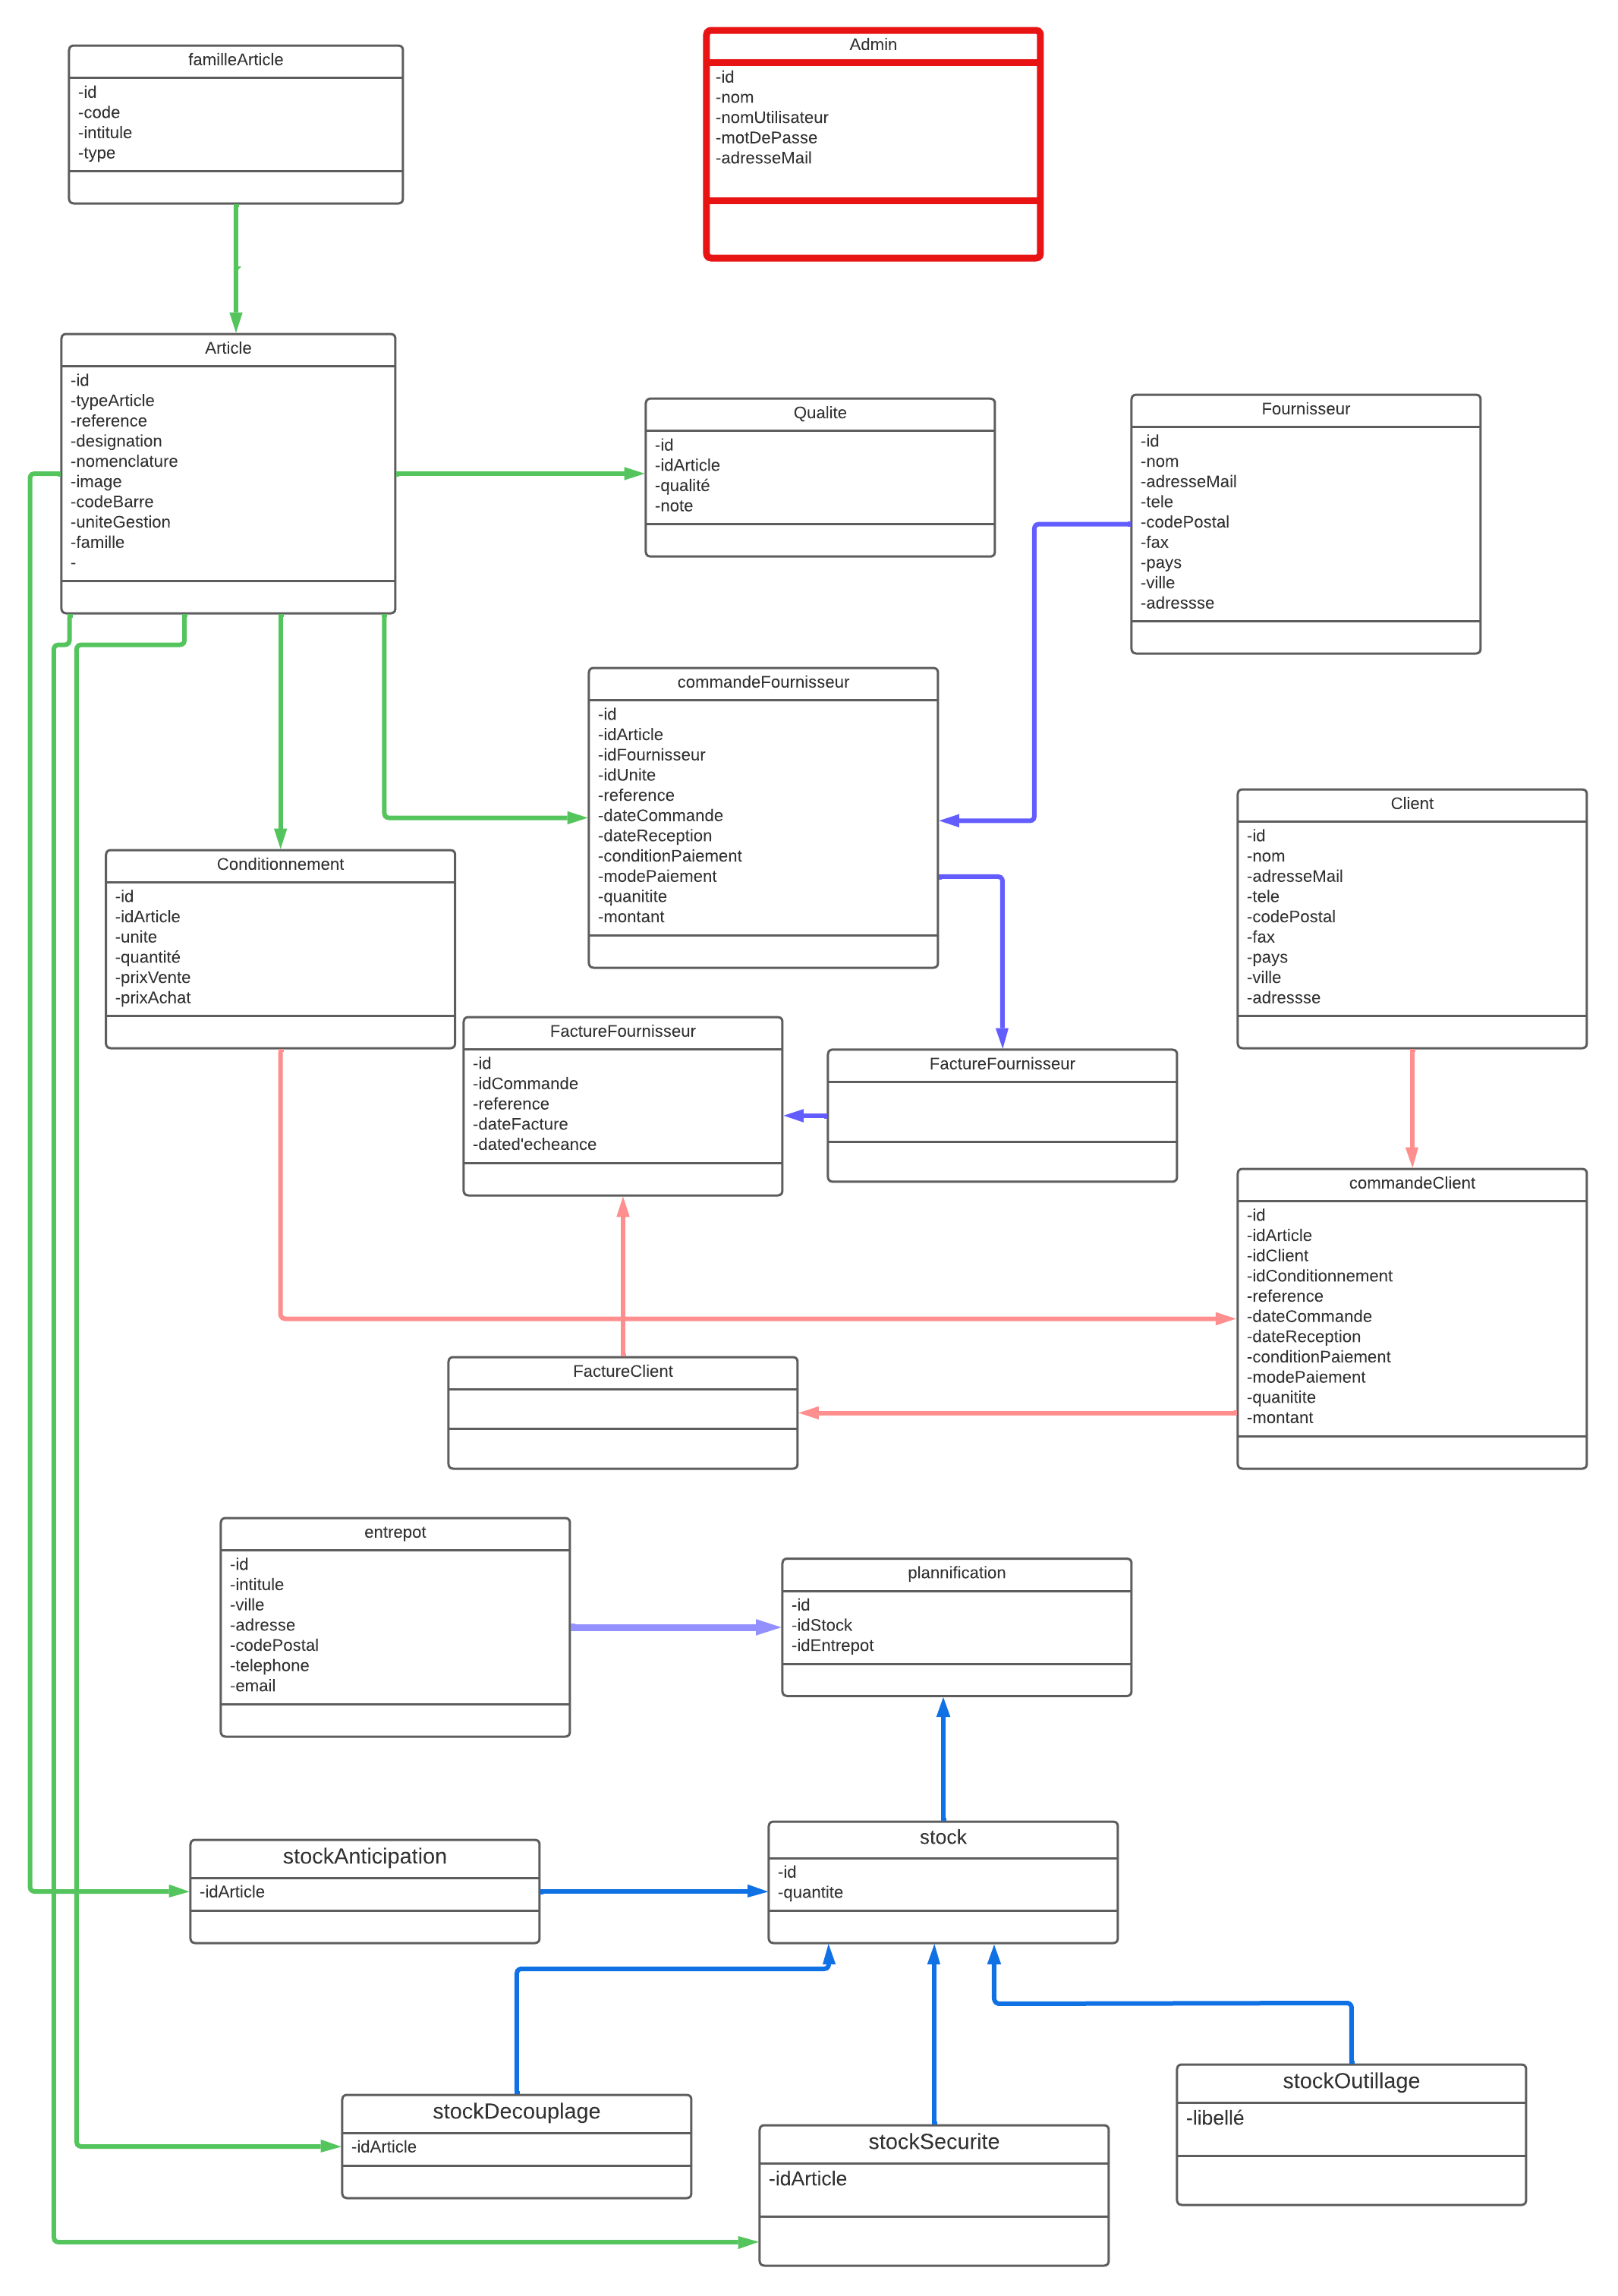 familleArticle
-id
-code
-intitule
-type
Admin
-id
-nom
-nomUtilisateur
-motDePasse
-adresseMail
Article
-id
-typeArticle
-reference
-designation
-nomenclature
-image
-codeBarre
-uniteGestion
-famille
-
Qualite
-id
-idArticle
-qualité
-note
Fournisseur
-id
-nom
-adresseMail
-tele
-codePostal
-fax
-pays
-ville
-adressse
commandeFournisseur
-id
-idArticle
-idFournisseur
-idUnite
-reference
-dateCommande
-dateReception
-conditionPaiement
-modePaiement
-quanitite
-montant
Client
-id
-nom
-adresseMail
-tele
-codePostal
-fax
-pays
-ville
-adressse
Conditionnement
-id
-idArticle
-unite
-quantité
-prixVente
-prixAchat
FactureFournisseur
-id
-idCommande
-reference
-dateFacture
-dated'echeance
FactureFournisseur
commandeClient
-id
-idArticle
-idClient
-idConditionnement
-reference
-dateCommande
-dateReception
-conditionPaiement
-modePaiement
-quanitite
-montant
FactureClient
entrepot
-id
-intitule
-ville
-adresse
-codePostal
-telephone
-email
plannification
-id
-idStock
-idEntrepot
stockAnticipation
-idArticle
stock
-id
-quantite
stockDecouplage
-idArticle
stockSecurite
-idArticle
stockOutillage
-libellé